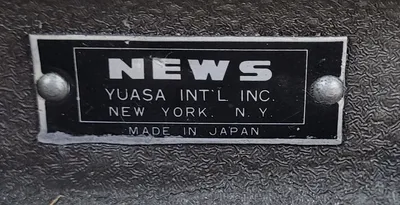 NEWS
YUASA INT'L INC.
NEW YORK, N.Y.
MADE IN JAPAN